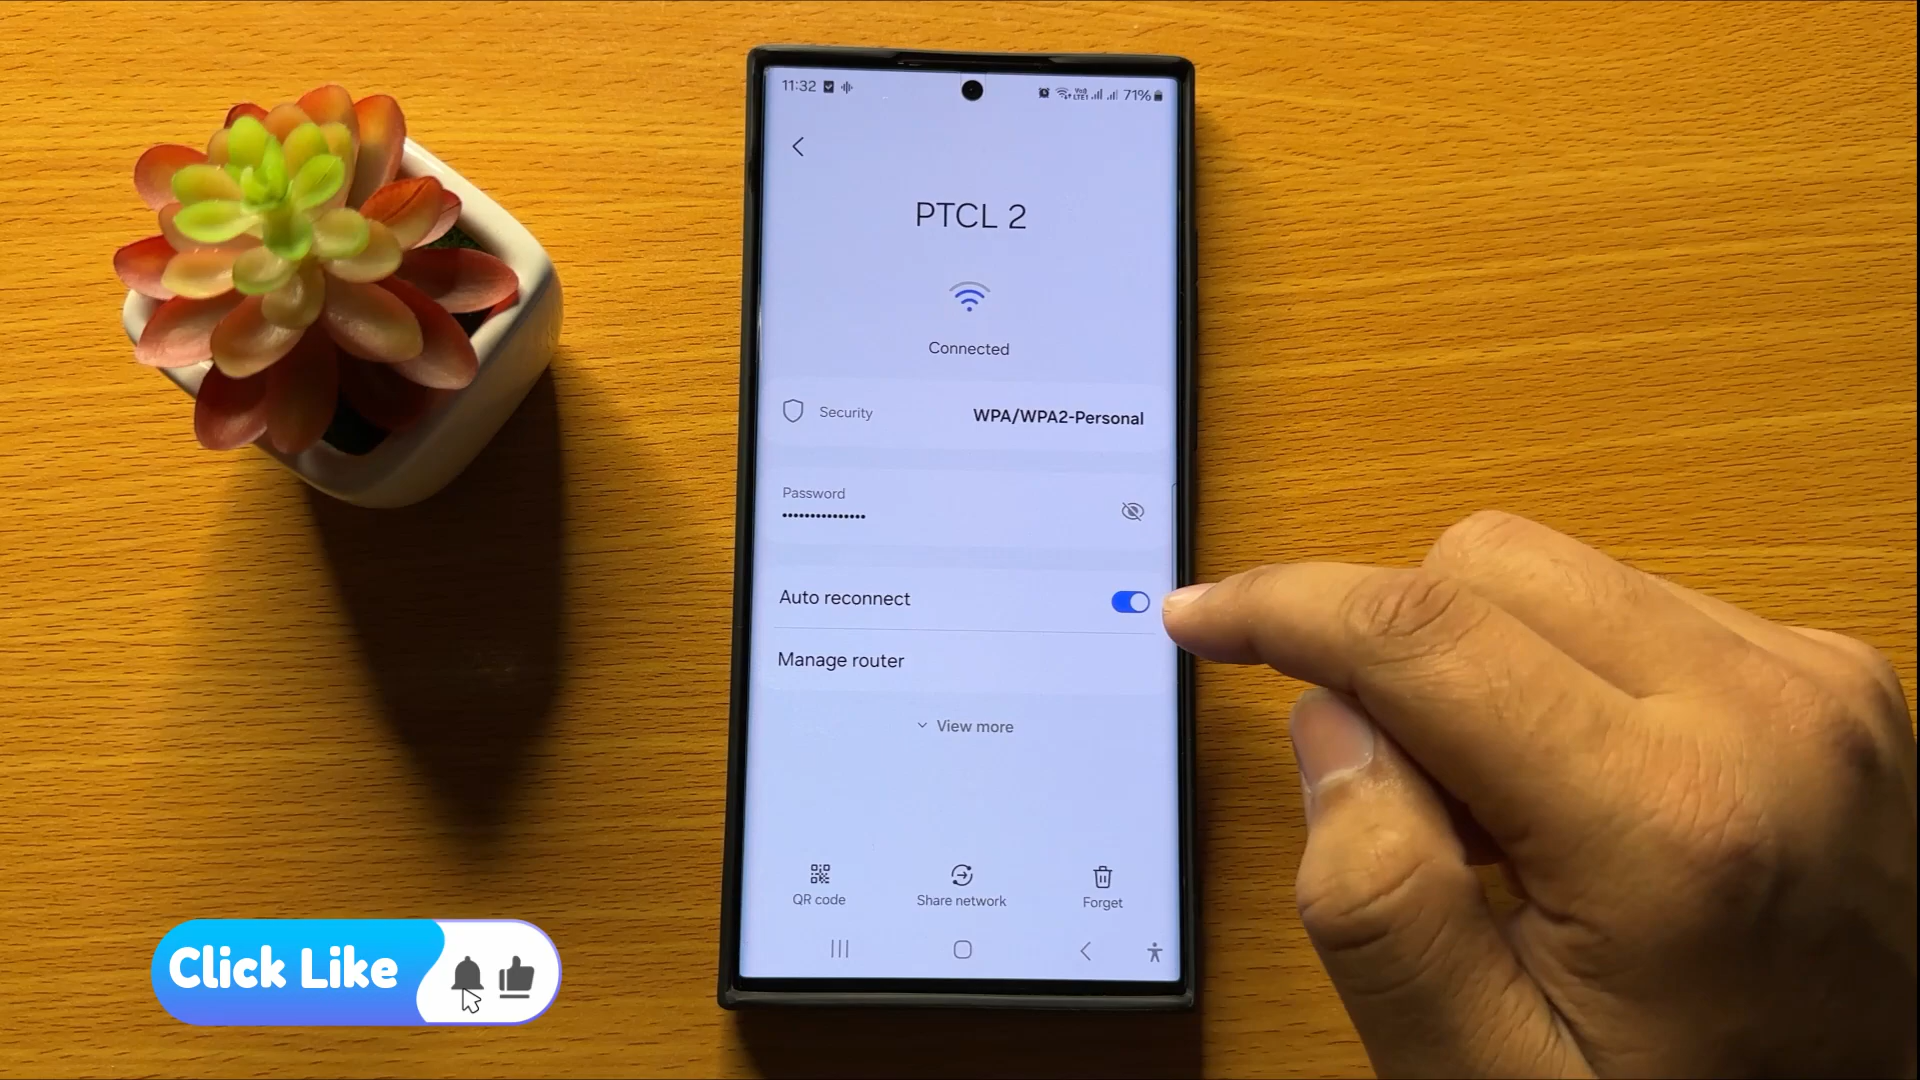 11:32
71%
PTCL 2
Connected
Security
WPA/WPA2-Personal
Password
Auto reconnect
Manage router
View more
QR code
Share network
Forget
Click Like